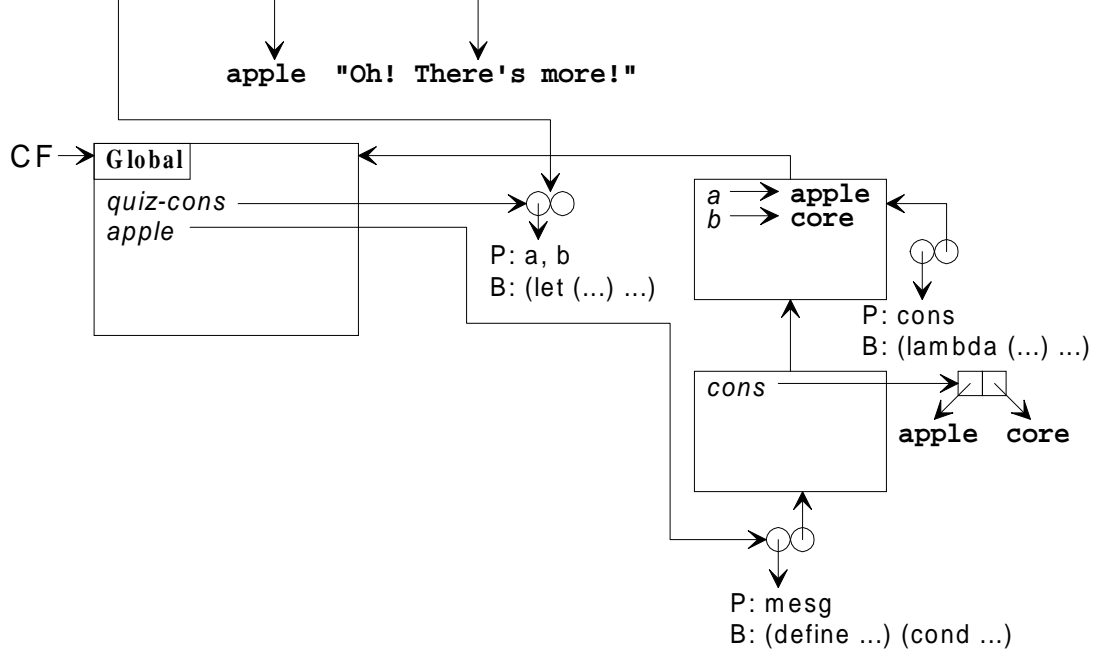 apple "Oh! There's more!"
CF
Global
quiz-cons
apple
P: a, b
B: (let (...) ...)
a apple
b core
P: cons
B: (lambda (...) ...)
cons
apple core
P: mesg
B: (define ...) (cond ...)